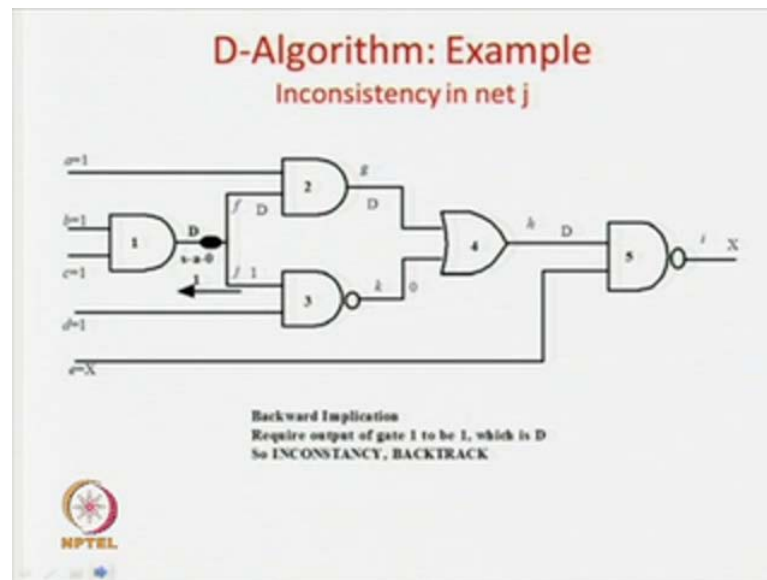 D-Algorithm: Example
Inconsistency in net j
a=1
g
2
f D
D
b=1
D
h D
i X
1
4
5
s-a-0
c=1
j 1
1
k 0
3
d=1
e=X
Backward Implication
Require output of gate 1 to be 1, which is D
So INCONSTANCY, BACKTRACK
NPTEL